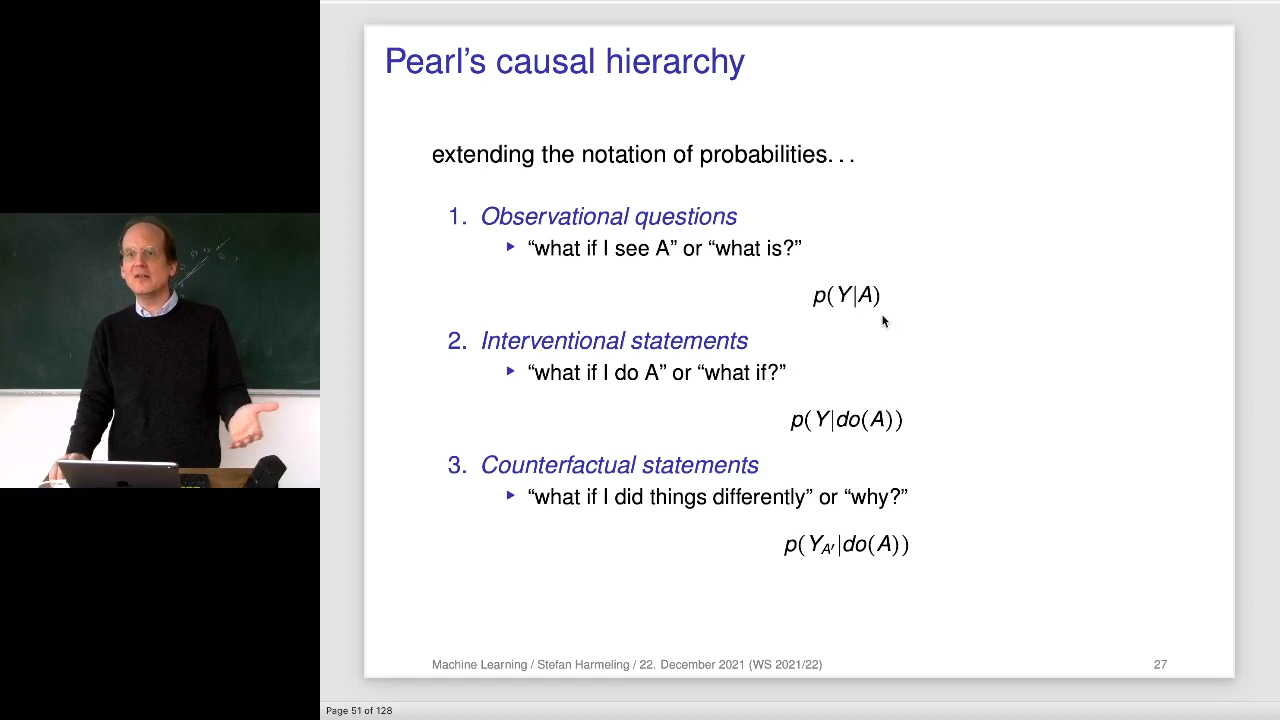 Pearl’s causal hierarchy
extending the notation of probabilities. . .
1. Observational questions
▸ “what if I see A” or “what is?”
p(Y|A)
2. Interventional statements
▸ “what if I do A” or “what if?”
p(Y|do(A))
3. Counterfactual statements
▸ “what if I did things differently” or “why?”
p(Y_A′|do(A))
Machine Learning / Stefan Harmeling / 22. December 2021 (WS 2021/22)
27
Page 51 of 128